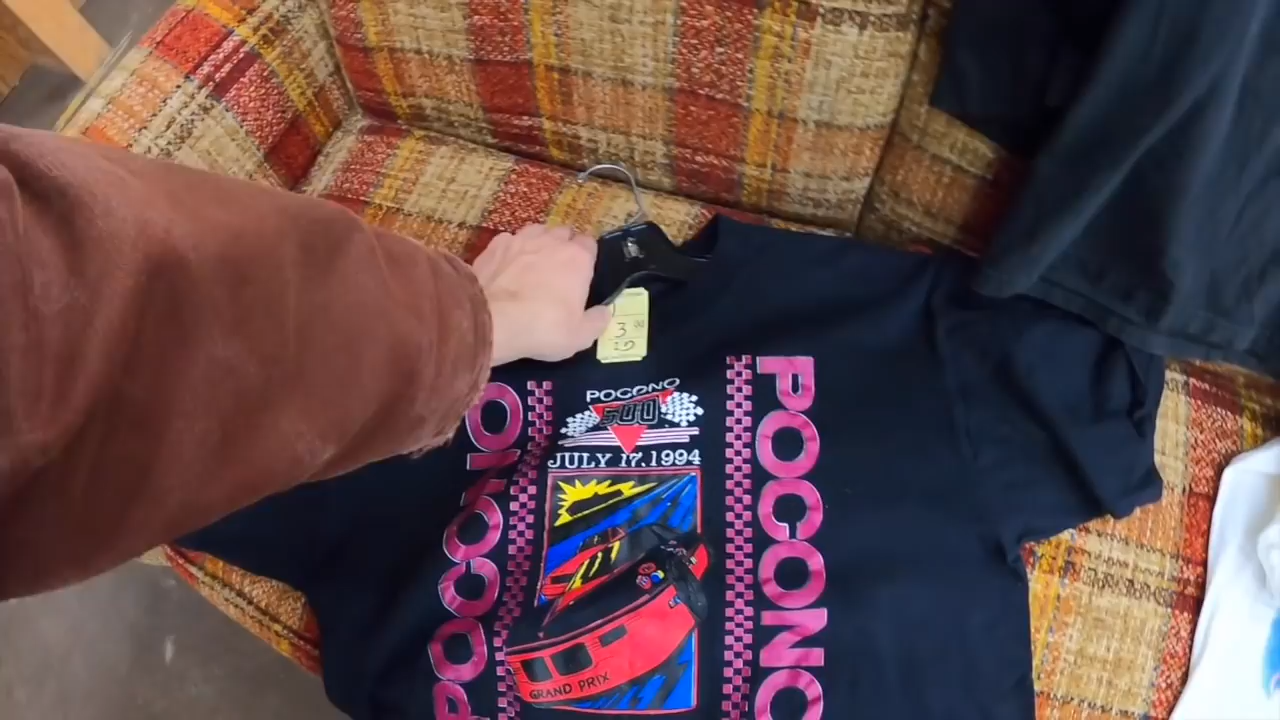 3 00
POCONO
500
JULY 17, 1994
POCONO
POCONO
GRAND PRIX